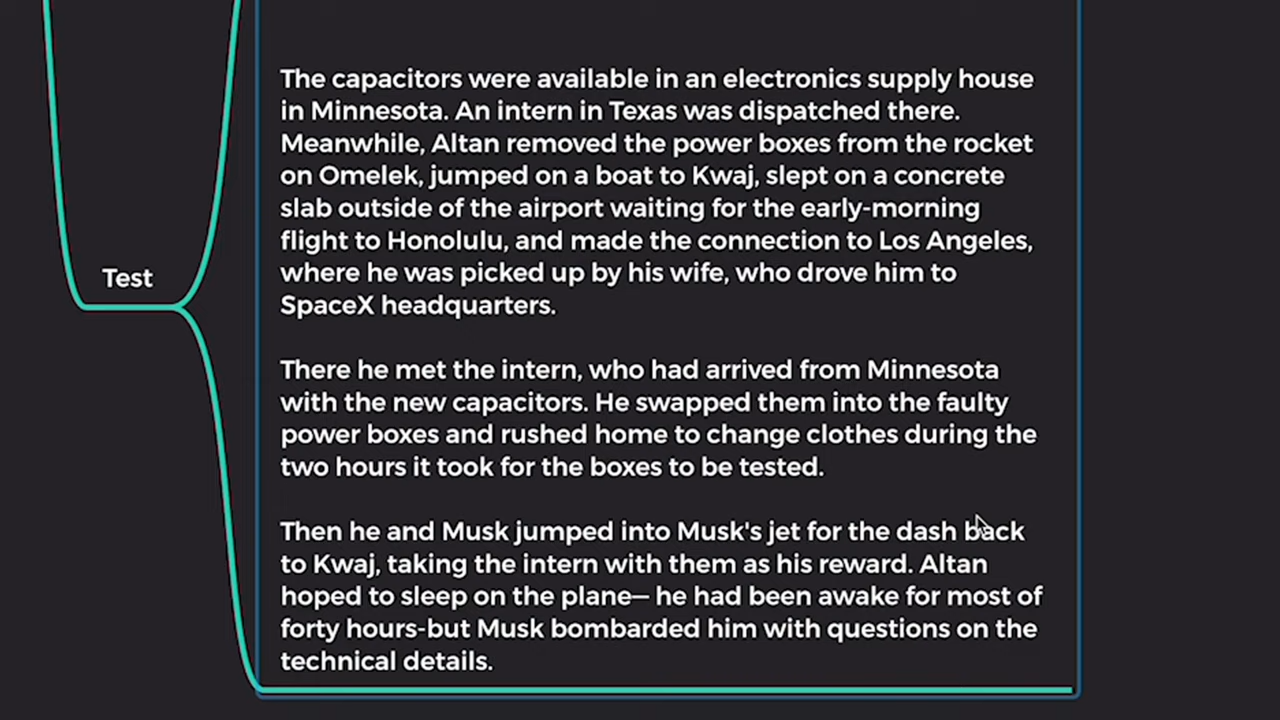 The capacitors were available in an electronics supply house
in Minnesota. An intern in Texas was dispatched there.
Meanwhile, Altan removed the power boxes from the rocket
on Omelek, jumped on a boat to Kwaj, slept on a concrete
slab outside of the airport waiting for the early-morning
flight to Honolulu, and made the connection to Los Angeles,
where he was picked up by his wife, who drove him to
SpaceX headquarters.
Test
There he met the intern, who had arrived from Minnesota
with the new capacitors. He swapped them into the faulty
power boxes and rushed home to change clothes during the
two hours it took for the boxes to be tested.
Then he and Musk jumped into Musk's jet for the dash back
to Kwaj, taking the intern with them as his reward. Altan
hoped to sleep on the plane— he had been awake for most of
forty hours-but Musk bombarded him with questions on the
technical details.